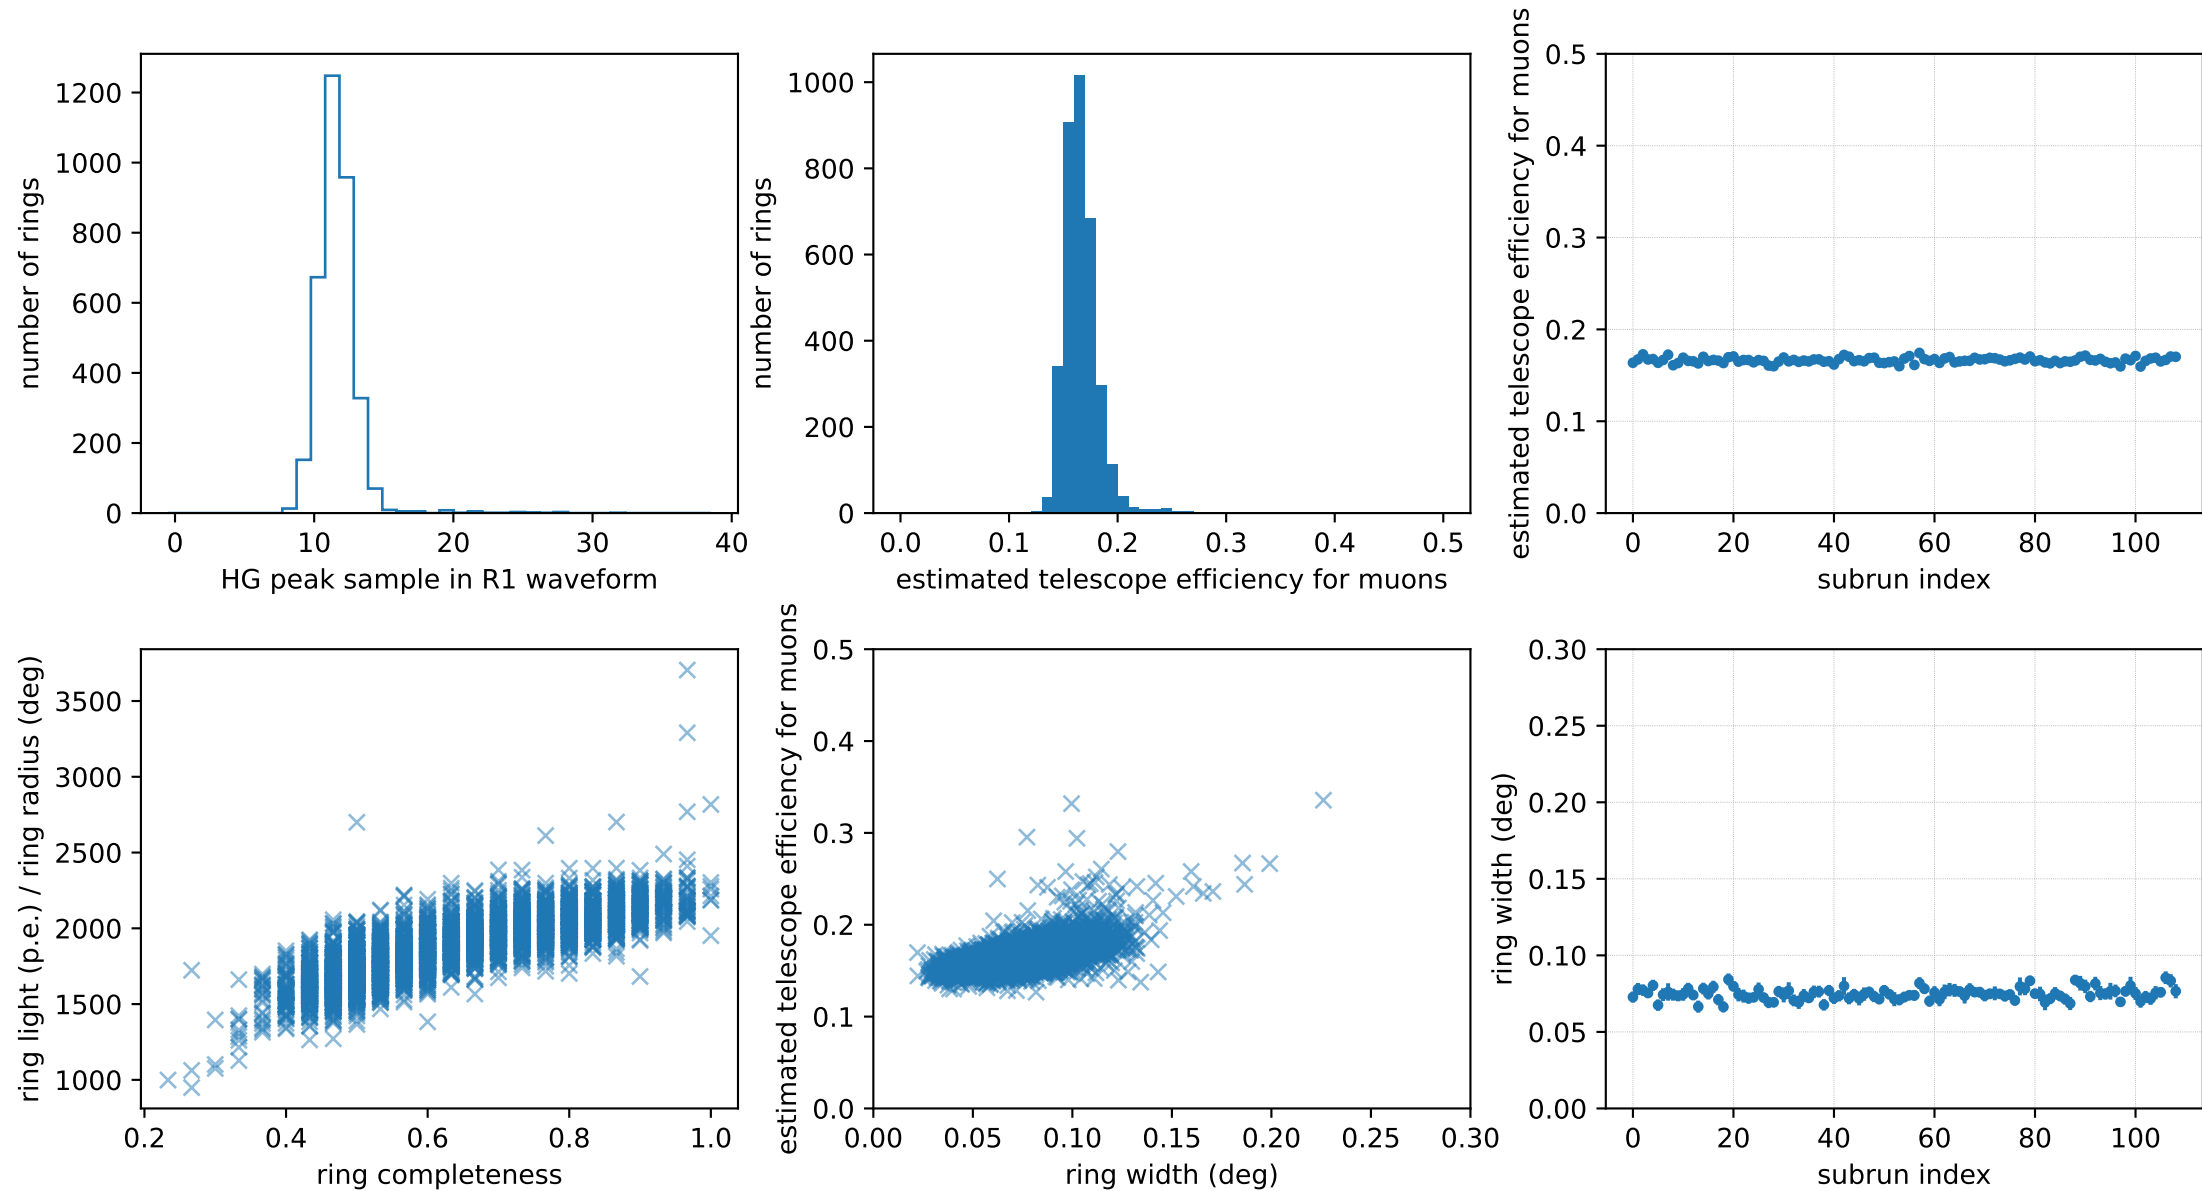 number of rings
1200
1000
800
600
400
200
0
0 10 20 30 40
HG peak sample in R1 waveform
number of rings
1000
800
600
400
200
0
0.0 0.1 0.2 0.3 0.4 0.5
estimated telescope efficiency for muons
estimated telescope efficiency for muons
0.5
0.4
0.3
0.2
0.1
0.0
0 20 40 60 80 100
subrun index
ring light (p.e.) / ring radius (deg)
3500
3000
2500
2000
1500
1000
0.2 0.4 0.6 0.8 1.0
ring completeness
estimated telescope efficiency for muons
0.5
0.4
0.3
0.2
0.1
0.0
0.00 0.05 0.10 0.15 0.20 0.25 0.30
ring width (deg)
ring width (deg)
0.30
0.25
0.20
0.15
0.10
0.05
0.00
0 20 40 60 80 100
subrun index